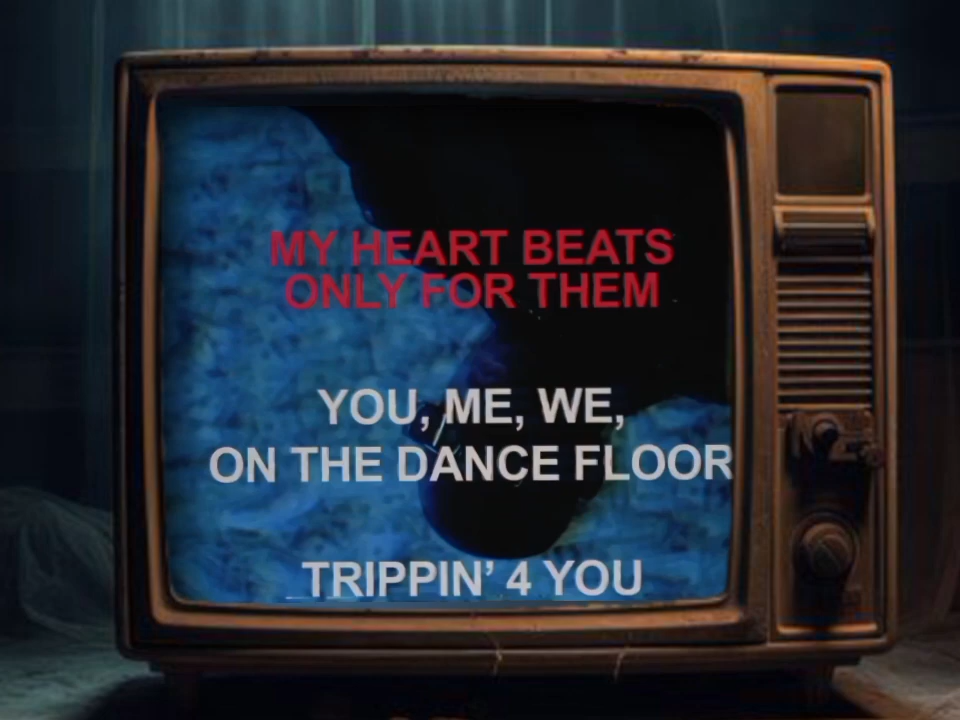 MY HEART BEATS
ONLY FOR THEM
YOU, ME, WE,
ON THE DANCE FLOOR
TRIPPIN’ 4 YOU